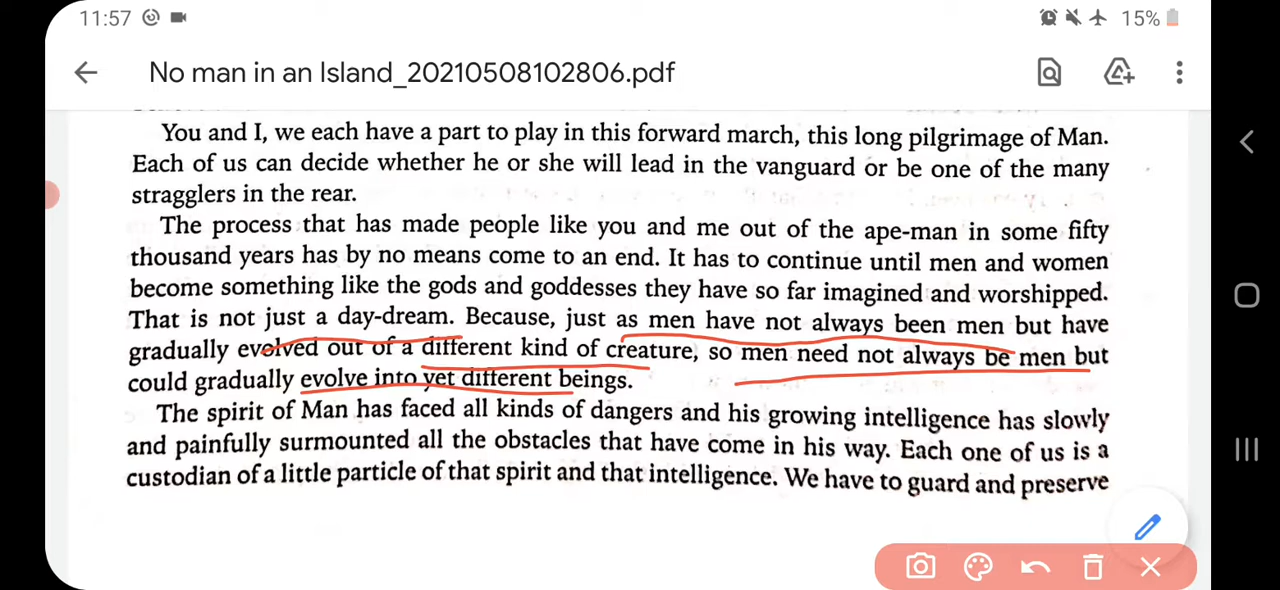 11:57
15%
No man in an Island_20210508102806.pdf
You and I, we each have a part to play in this forward march, this long pilgrimage of Man.
Each of us can decide whether he or she will lead in the vanguard or be one of the many
stragglers in the rear.
The process that has made people like you and me out of the ape-man in some fifty
thousand years has by no means come to an end. It has to continue until men and women
become something like the gods and goddesses they have so far imagined and worshipped.
That is not just a day-dream. Because, just as men have not always been men but have
gradually evolved out of a different kind of creature, so men need not always be men but
could gradually evolve into yet different beings.
The spirit of Man has faced all kinds of dangers and his growing intelligence has slowly
and painfully surmounted all the obstacles that have come in his way. Each one of us is a
custodian of a little particle of that spirit and that intelligence. We have to guard and preserve